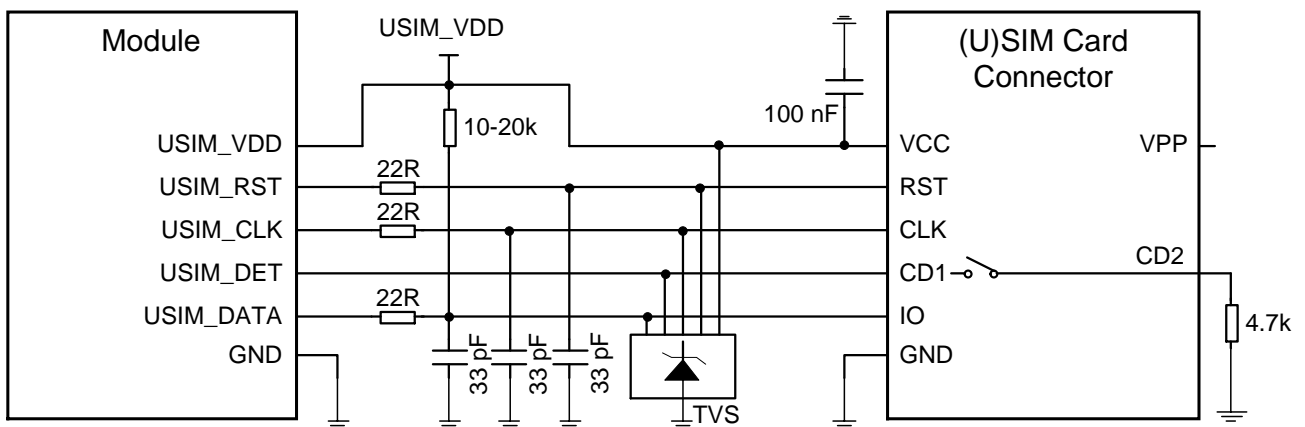 Module
USIM_VDD
(U)SIM Card
Connector
100 nF
10-20k
USIM_VDD
VCC
VPP
22R
USIM_RST
RST
22R
USIM_CLK
CLK
USIM_DET
CD1
CD2
22R
USIM_DATA
IO
4.7k
GND
33 pF
33 pF
33 pF
GND
TVS